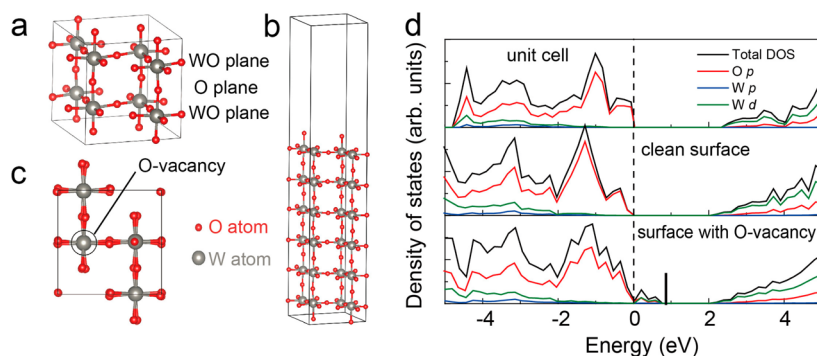 a
WO plane
O plane
WO plane
b
c
O-vacancy
O atom
W atom
d
Density of states (arb. units)
unit cell
Total DOS
O p
W p
W d
clean surface
surface with O-vacancy
-4
-2
0
2
4
Energy (eV)